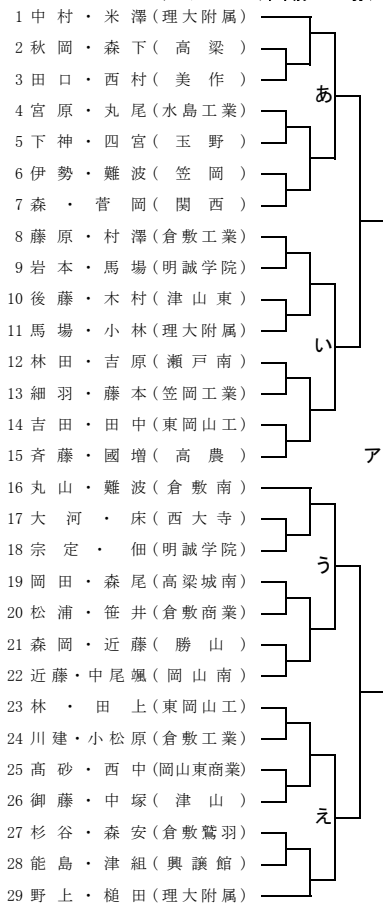 1 中村・米澤(理大附属)
2 秋岡・森下(高梁)
3 田口・西村(美作)
あ
4 宮原・丸尾(水島工業)
5 下神・四宮(玉野)
6 伊勢・難波(笠岡)
7 森・菅岡(関西)
8 藤原・村澤(倉敷工業)
9 岩本・馬場(明誠学院)
10 後藤・木村(津山東)
11 馬場・小林(理大附属)
い
12 林田・吉原(瀬戸南)
13 細羽・藤本(笠岡工業)
14 吉田・田中(東岡山工)
15 斉藤・國増(高農)
ア
16 丸山・難波(倉敷南)
17 大河・床(西大寺)
18 宗定・佃(明誠学院)
う
19 岡田・森尾(高梁城南)
20 松浦・笹井(倉敷商業)
21 森岡・近藤(勝山)
22 近藤・中尾颯(岡山南)
23 林・田上(東岡山工)
24 川建・小松原(倉敷工業)
25 髙砂・西中(岡山東商業)
26 御藤・中塚(津山)
え
27 杉谷・森安(倉敷鷲羽)
28 能島・津組(興譲館)
29 野上・槌田(理大附属)